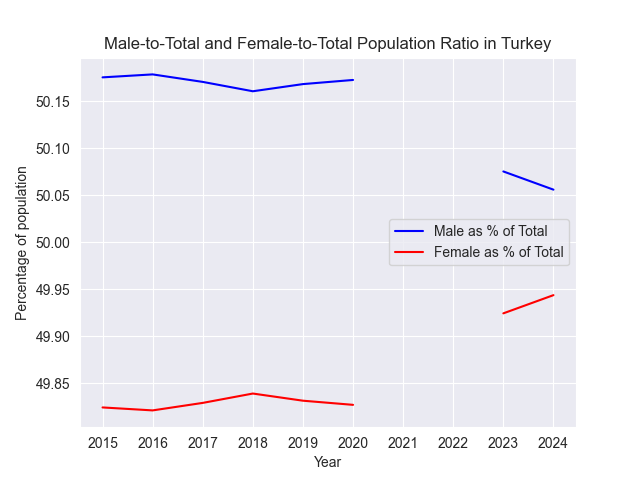 Male-to-Total and Female-to-Total Population Ratio in Turkey
Percentage of population
50.15
50.10
50.05
50.00
49.95
49.90
49.85
Male as % of Total
Female as % of Total
2015 2016 2017 2018 2019 2020 2021 2022 2023 2024
Year